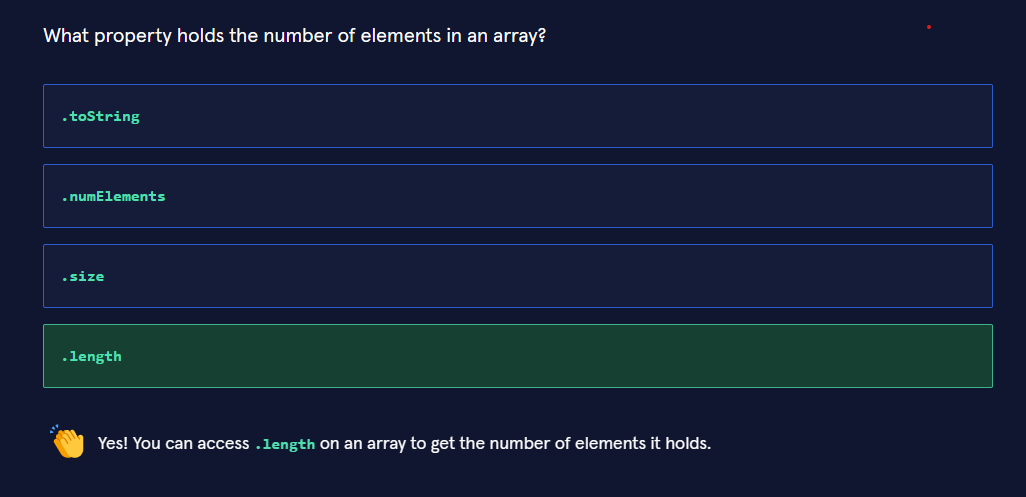 What property holds the number of elements in an array?
.toString
.numElements
.size
.length
Yes! You can access .length on an array to get the number of elements it holds.